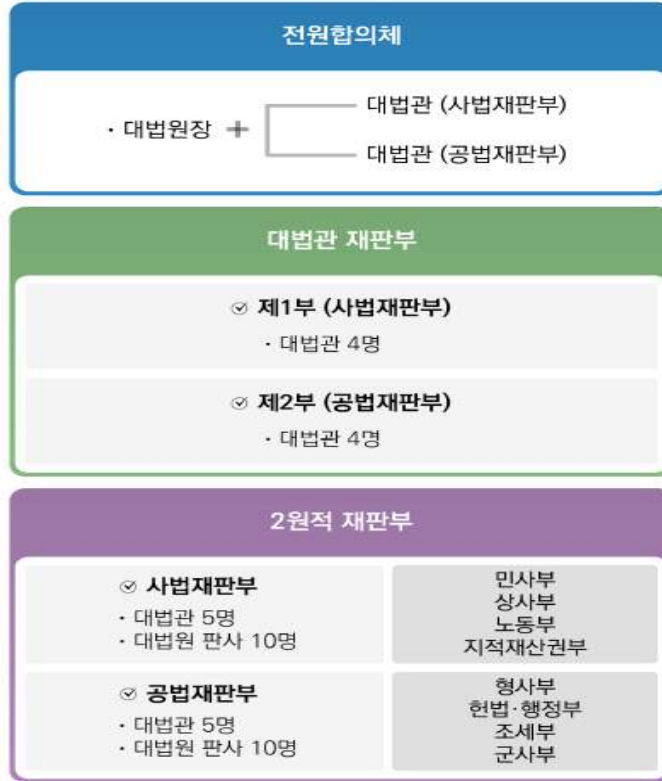 전원합의체
· 대법원장 +
대법관 (사법재판부)
대법관 (공법재판부)
대법관 재판부
제1부 (사법재판부)
· 대법관 4명
제2부 (공법재판부)
· 대법관 4명
2원적 재판부
사법재판부
· 대법관 5명
· 대법원 판사 10명
민사부
상사부
노동부
지적재산권부
공법재판부
· 대법관 5명
· 대법원 판사 10명
형사부
헌법·행정부
조세부
군사부